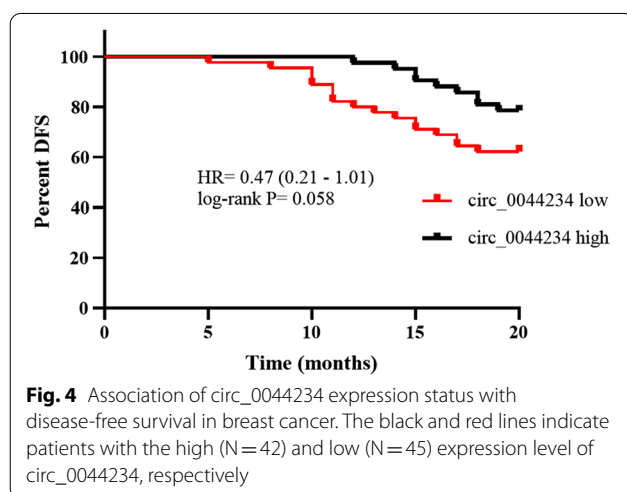 100
80
60
40
20
0
Percent DFS
HR= 0.47 (0.21 - 1.01)
log-rank P= 0.058
circ_0044234 low
circ_0044234 high
0 5 10 15 20
Time (months)
Fig. 4 Association of circ_0044234 expression status with
disease-free survival in breast cancer. The black and red lines indicate
patients with the high (N=42) and low (N=45) expression level of
circ_0044234, respectively